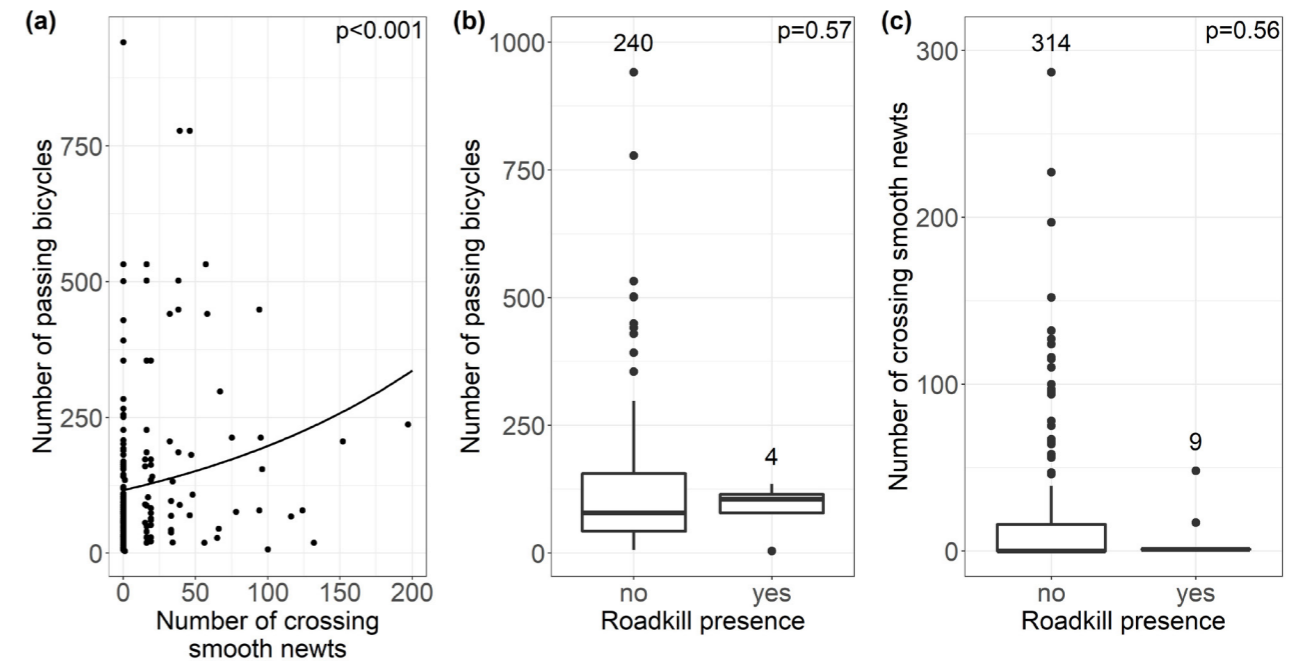 (a)
p<0.001
Number of passing bicycles
750
500
250
0
0 50 100 150 200
Number of crossing
smooth newts
(b)
p=0.57
Number of passing bicycles
1000
750
500
250
0
240
4
no yes
Roadkill presence
(c)
p=0.56
Number of crossing smooth newts
300
200
100
0
314
9
no yes
Roadkill presence